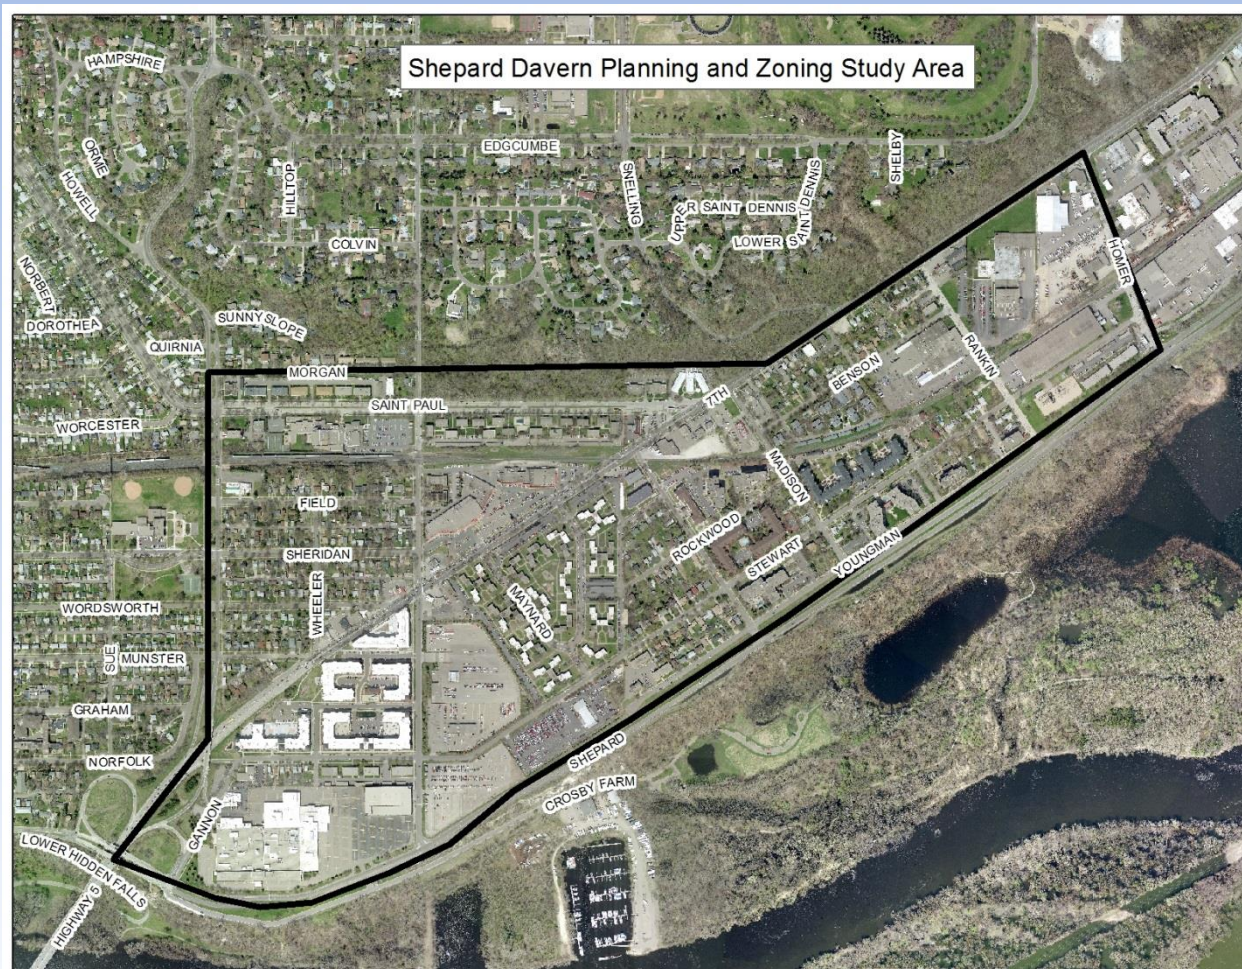 Shepard Davern Planning and Zoning Study Area
HAMPSHIRE
ORME
HOWELL
EDGCUMBE
SHELBY
HILLTOP
SNELLING
UPPER SAINT DENNIS
SAINT DENNIS
LOWER
COLVIN
HOMER
NORBERT
DOROTHEA
SUNNYSLOPE
QUIRNIA
MORGAN
RANKIN
BENSON
7TH
SAINT PAUL
WORCESTER
MADISON
FIELD
ROCKWOOD
SHERIDAN
STEWART
YOUNGMAN
WHEELER
MAYNARD
WORDSWORTH
SUE
MUNSTER
GRAHAM
NORFOLK
SHEPARD
CROSBY FARM
GANNON
LOWER HIDDEN FALLS
HIGHWAY 5